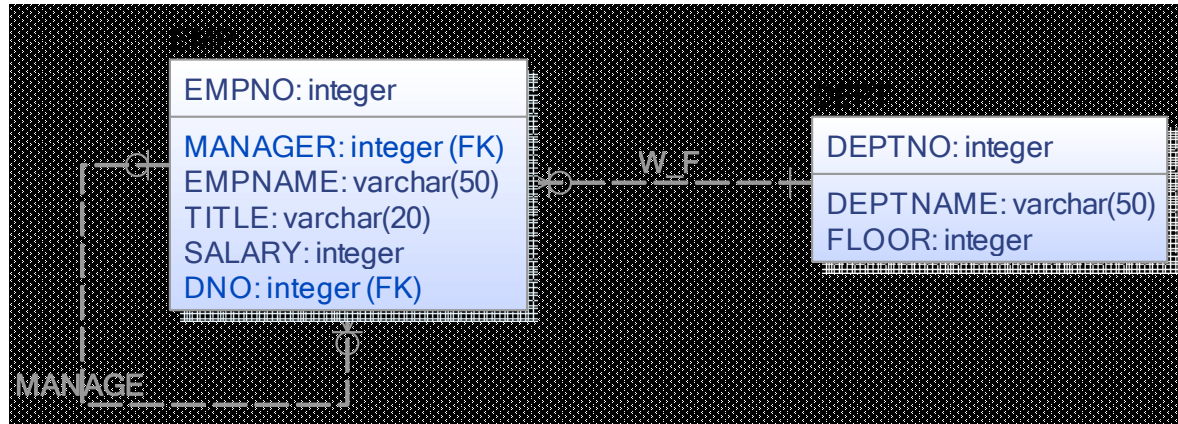 EMPNO: integer
MANAGER: integer (FK)
EMPNAME: varchar(50)
TITLE: varchar(20)
SALARY: integer
DNO: integer (FK)
MANAGE
W_F
DEPTNO: integer
DEPTNAME: varchar(50)
FLOOR: integer